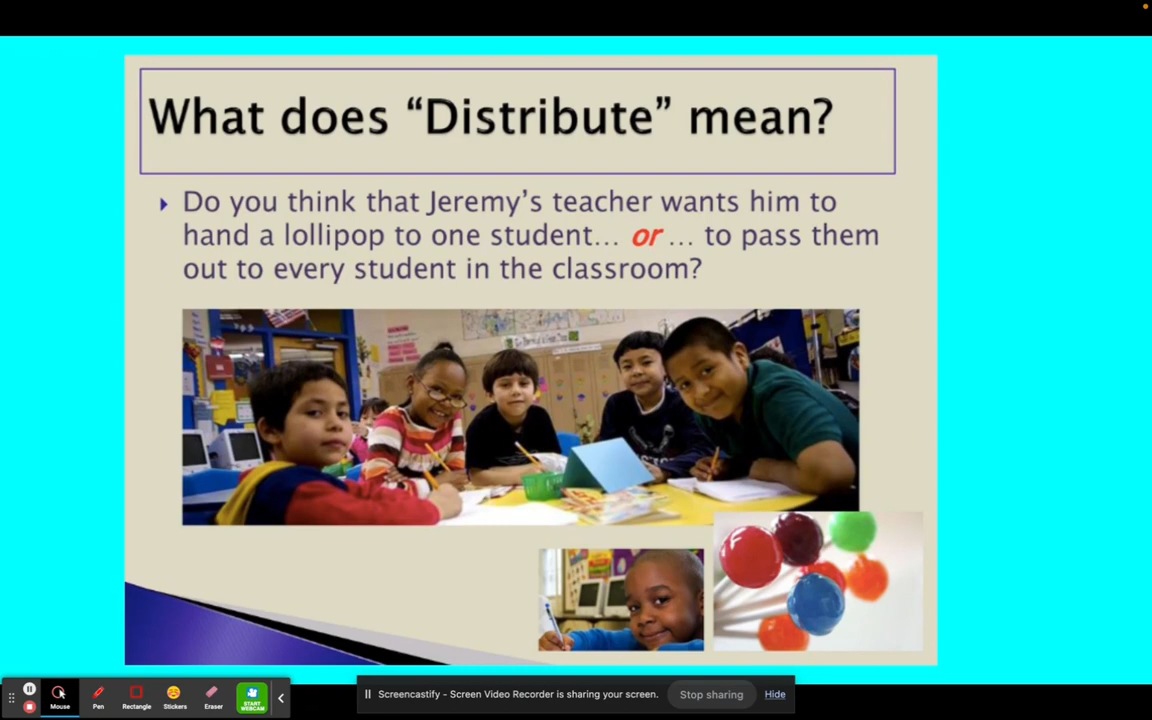 What does “Distribute” mean?
Do you think that Jeremy’s teacher wants him to
hand a lollipop to one student… or … to pass them
out to every student in the classroom?
Mouse
Pen
Rectangle
Stickers
Eraser
START
WEBCAM
Screencastify - Screen Video Recorder is sharing your screen.
Stop sharing
Hide